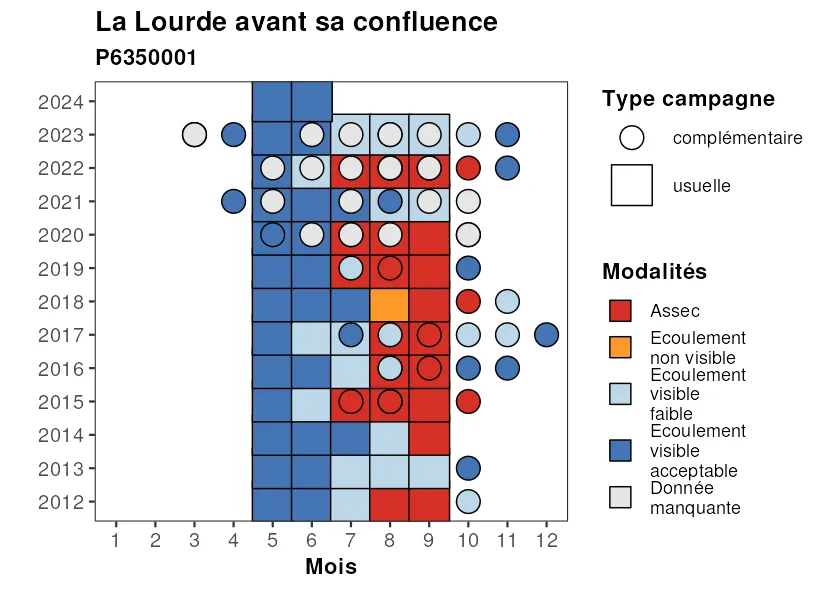 La Lourde avant sa confluence
P6350001
2024
2023
2022
2021
2020
2019
2018
2017
2016
2015
2014
2013
2012
1 2 3 4 5 6 7 8 9 10 11 12
Mois
Type campagne
complémentaire
usuelle
Modalités
Assec
Ecoulement
non visible
Ecoulement
visible
faible
Ecoulement
visible
acceptable
Donnée
manquante